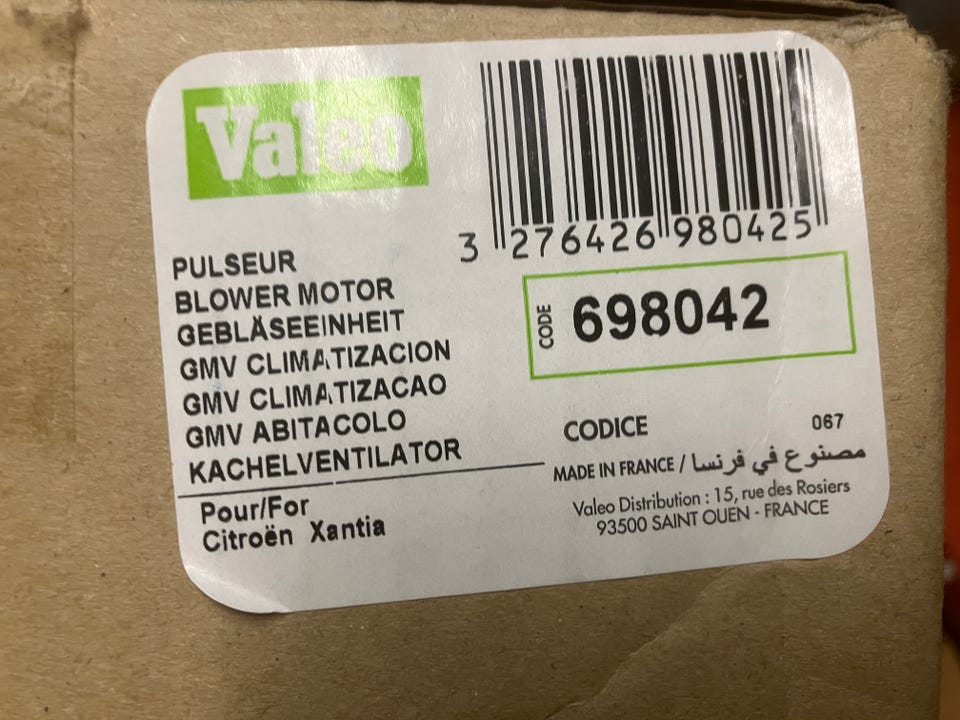 Valeo
3 276426 980425
PULSEUR
BLOWER MOTOR
GEBLÄSEEINHEIT
GMV CLIMATIZACION
GMV CLIMATIZACAO
GMV ABITACOLO
KACHELVENTILATOR
Pour/For
Citroën Xantia
CODE 698042
CODICE 067
MADE IN FRANCE / مصنوع في فرنسا
Valeo Distribution : 15, rue des Rosiers
93500 SAINT OUEN - FRANCE